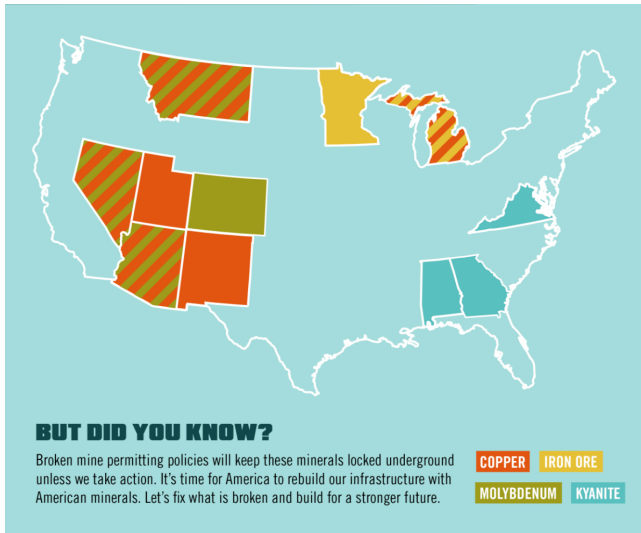 BUT DID YOU KNOW?
Broken mine permitting policies will keep these minerals locked underground
unless we take action. It's time for America to rebuild our infrastructure with
American minerals. Let's fix what is broken and build for a stronger future.
COPPER IRON ORE
MOLYBDENUM KYANITE